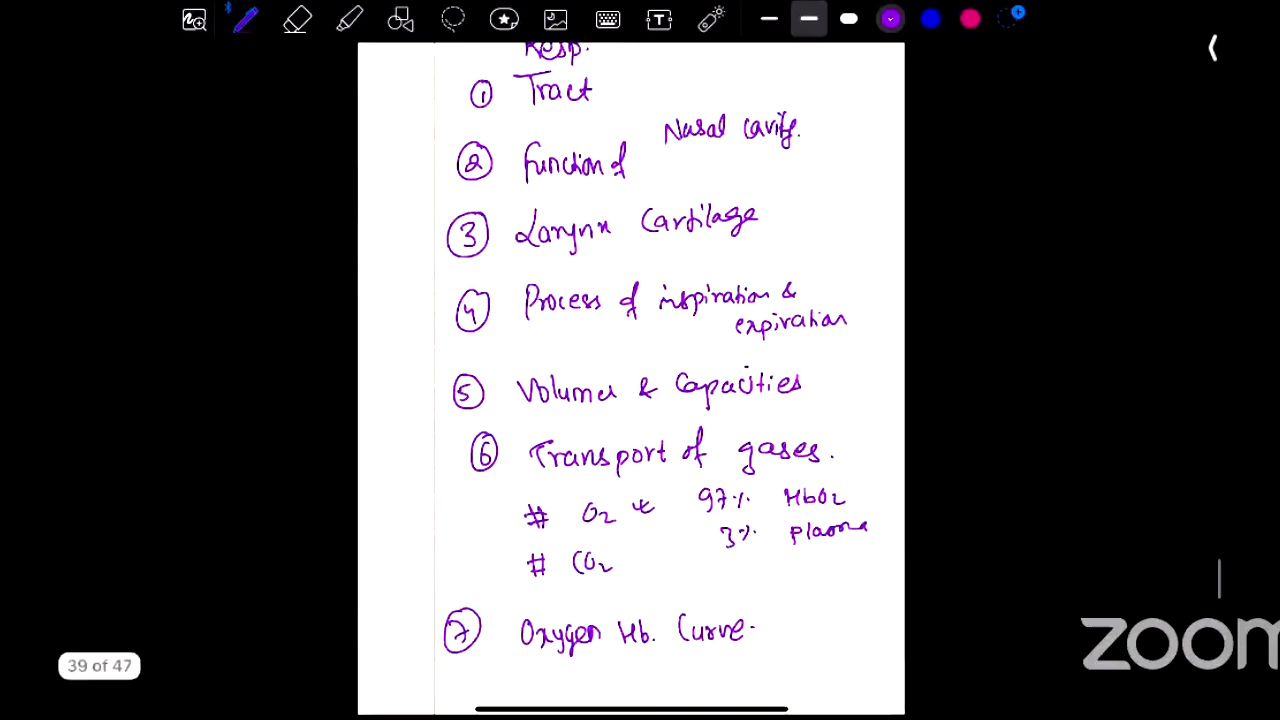 Resp.
① Tract
Nasal cavity.
② function of
③ Larynx Cartilage
④ Process of inspiration &
expiration
⑤ Volumes & Capacities
⑥ Transport of gases.
# O2 97% HbO2
3% plasma
# CO2
⑦ Oxygen Hb. Curve-
39 of 47
zoom